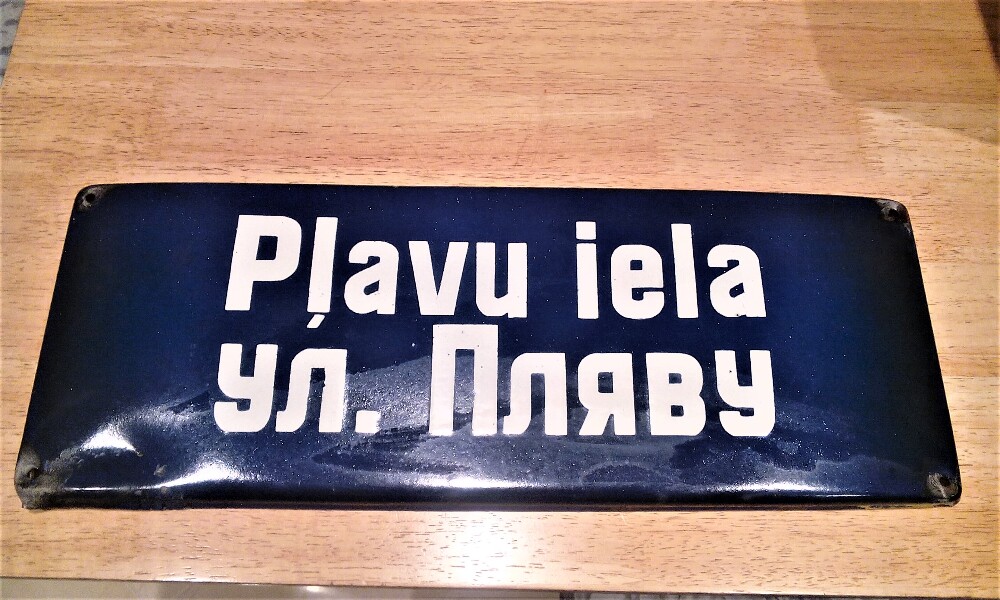 Pļavu iela
ул. Пляву